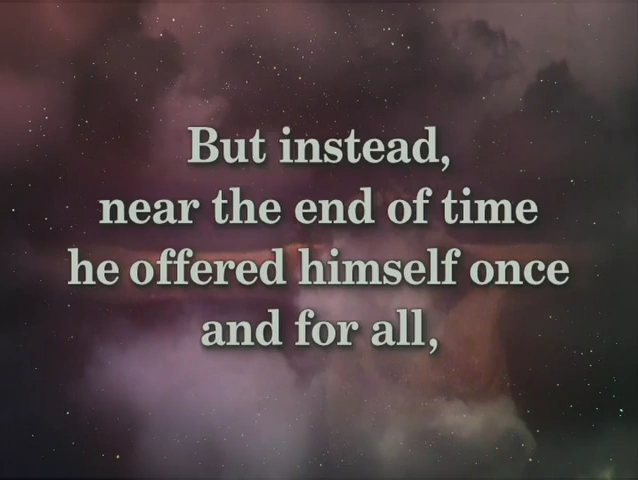 But instead,
near the end of time
he offered himself once
and for all,